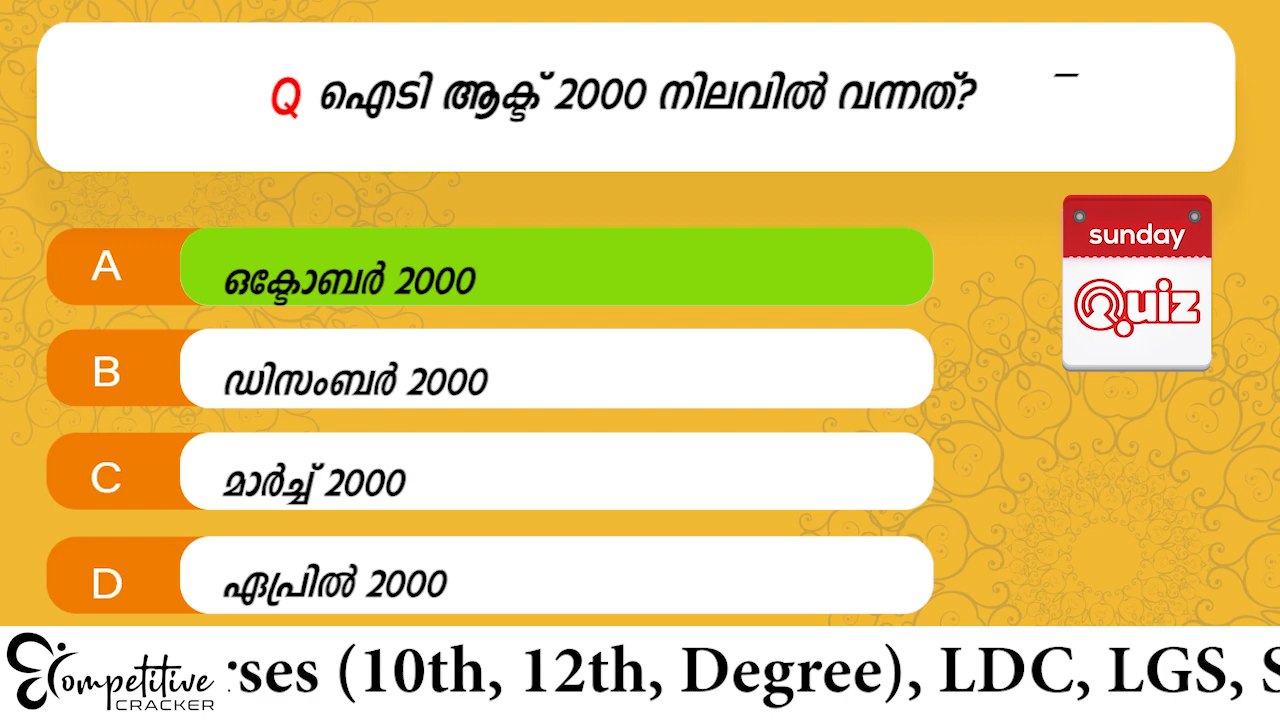 Q ഐടി ആക്ട് 2000 നിലവിൽ വന്നത്?
sunday
Quiz
A ഒക്ടോബർ 2000
B ഡിസംബർ 2000
C മാർച്ച് 2000
D ഏപ്രിൽ 2000
Competitive
CRACKER
ses (10th, 12th, Degree), LDC, LGS, S